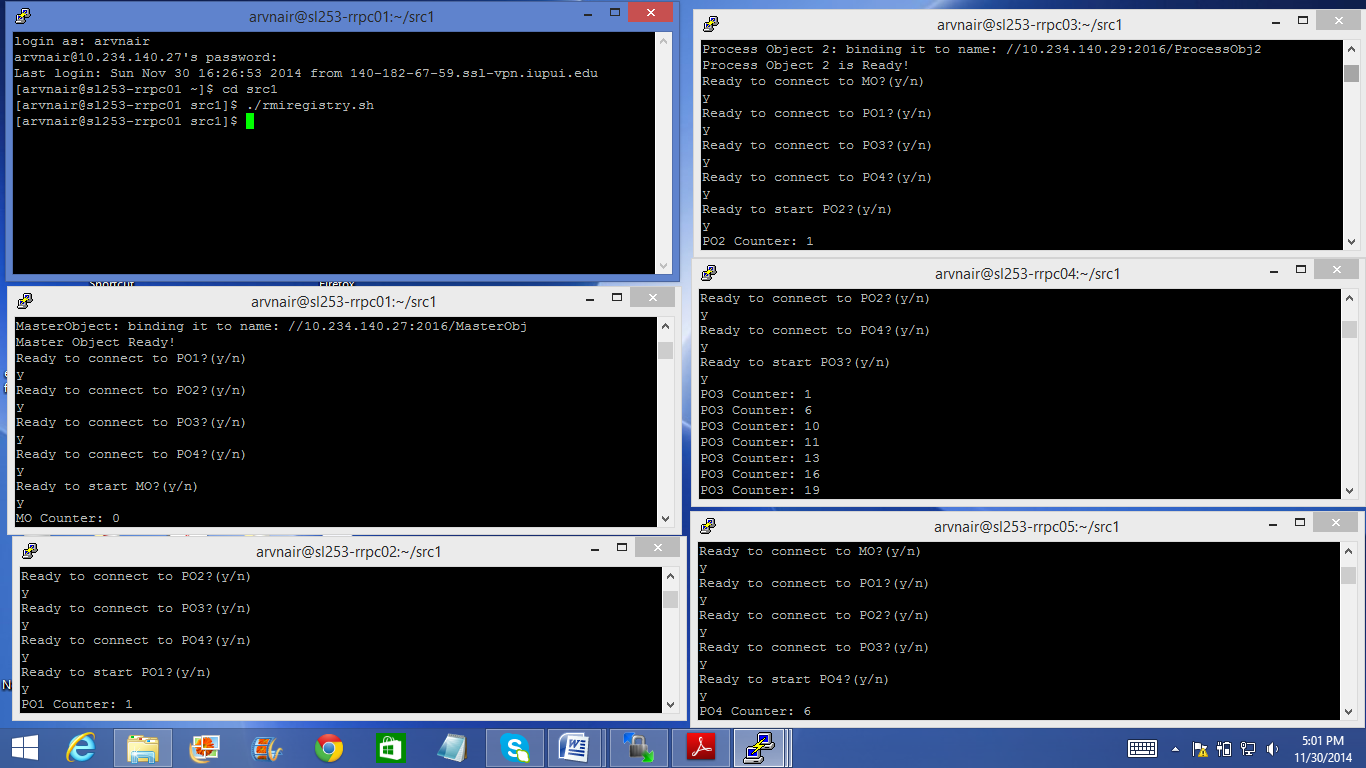 arvnair@sl253-rrpc01:~/src1
login as: arvnair
arvnair@10.234.140.27's password:
Last login: Sun Nov 30 16:26:53 2014 from 140-182-67-59.ssl-vpn.iupui.edu
[arvnair@sl253-rrpc01 ~]$ cd src1
[arvnair@sl253-rrpc01 src1]$ ./rmiregistry.sh
[arvnair@sl253-rrpc01 src1]$
Shortcut
Firefox
arvnair@sl253-rrpc01:~/src1
MasterObject: binding it to name: //10.234.140.27:2016/MasterObj
Master Object Ready!
Ready to connect to PO1?(y/n)
y
Ready to connect to PO2?(y/n)
y
Ready to connect to PO3?(y/n)
y
Ready to connect to PO4?(y/n)
y
Ready to start MO?(y/n)
y
MO Counter: 0
arvnair@sl253-rrpc02:~/src1
Ready to connect to PO2?(y/n)
y
Ready to connect to PO3?(y/n)
y
Ready to connect to PO4?(y/n)
y
Ready to start PO1?(y/n)
y
PO1 Counter: 1
arvnair@sl253-rrpc03:~/src1
Process Object 2: binding it to name: //10.234.140.29:2016/ProcessObj2
Process Object 2 is Ready!
Ready to connect to MO?(y/n)
y
Ready to connect to PO1?(y/n)
y
Ready to connect to PO3?(y/n)
y
Ready to connect to PO4?(y/n)
y
Ready to start PO2?(y/n)
y
PO2 Counter: 1
arvnair@sl253-rrpc04:~/src1
Ready to connect to PO2?(y/n)
y
Ready to connect to PO4?(y/n)
y
Ready to start PO3?(y/n)
y
PO3 Counter: 1
PO3 Counter: 6
PO3 Counter: 10
PO3 Counter: 11
PO3 Counter: 13
PO3 Counter: 16
PO3 Counter: 19
arvnair@sl253-rrpc05:~/src1
Ready to connect to MO?(y/n)
y
Ready to connect to PO1?(y/n)
y
Ready to connect to PO2?(y/n)
y
Ready to connect to PO3?(y/n)
y
Ready to start PO4?(y/n)
y
PO4 Counter: 6
5:01 PM
11/30/2014